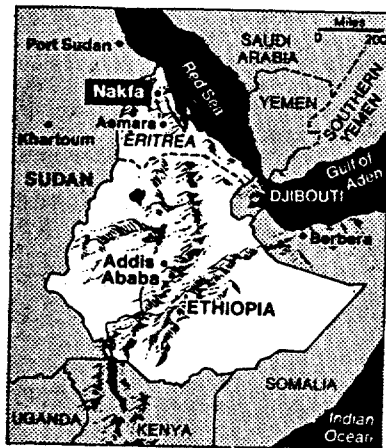 Miles
0 200
Port Sudan
SAUDI
ARABIA
Red Sea
Nakfa
YEMEN
SOUTHERN
YEMEN
Asmara
ERITREA
Khartoum
SUDAN
Gulf of
Aden
DJIBOUTI
Berbera
Addis
Ababa
ETHIOPIA
SOMALIA
UGANDA
KENYA
Indian
Ocean